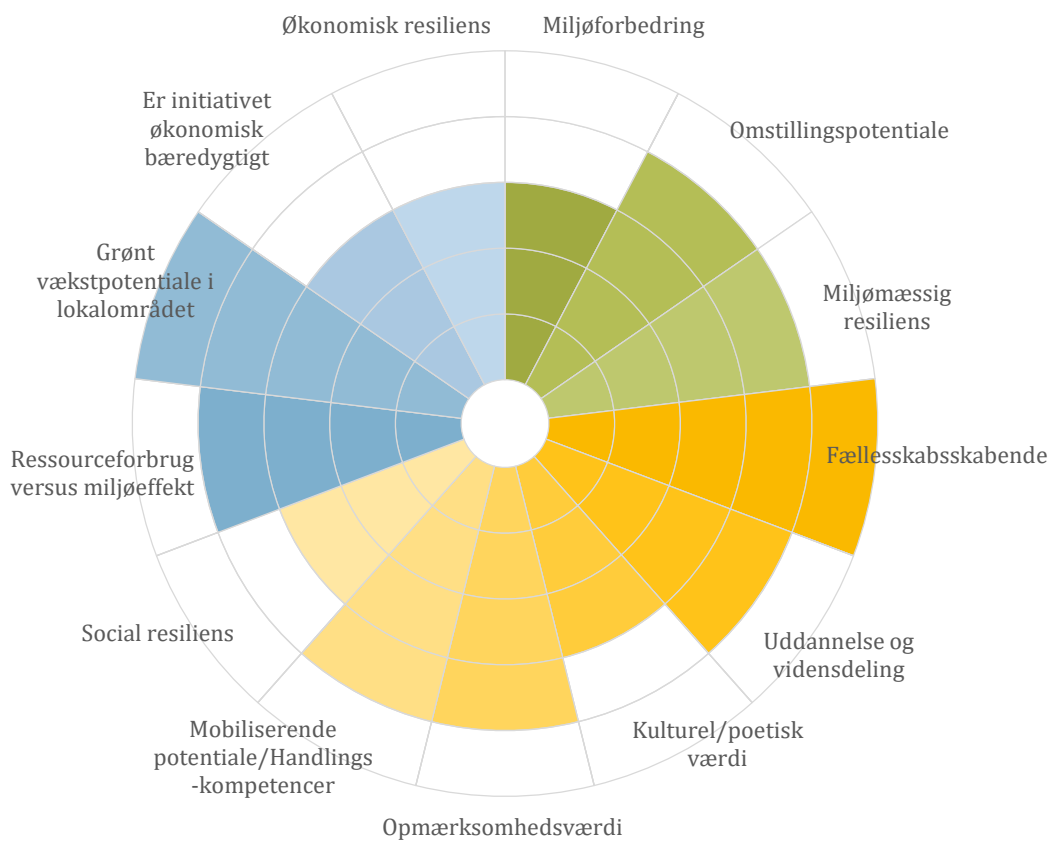 Økonomisk resiliens
Miljøforbedring
Omstillingspotentiale
Miljømæssig
resiliens
Fællesskabsskabende
Uddannelse og
vidensdeling
Kulturel/poetisk
værdi
Opmærksomhedsværdi
Mobiliserende
potentiale/Handlings
-kompetencer
Social resiliens
Ressourceforbrug
versus miljøeffekt
Grønt
vækstpotentiale i
lokalområdet
Er initiativet
økonomisk
bæredygtigt